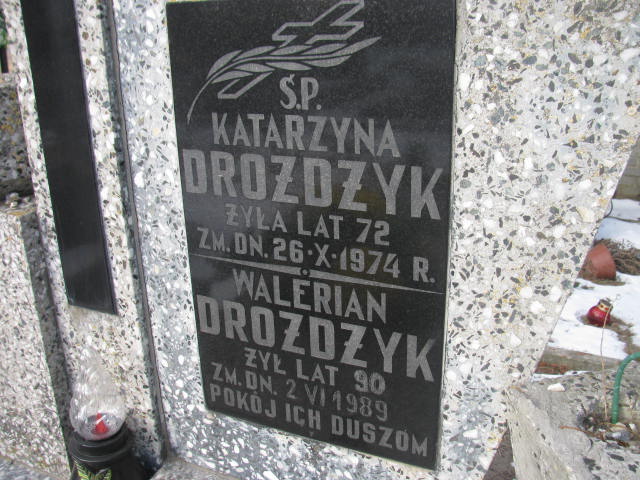 Ś.P.
KATARZYNA
DROŻDŻYK
ŻYŁA LAT 72
ZM. DN. 26·X·1974 R.
WALERIAN
DROŻDŻYK
ŻYŁ LAT 90
ZM. DN. 2 VI 1989
POKÓJ ICH DUSZOM